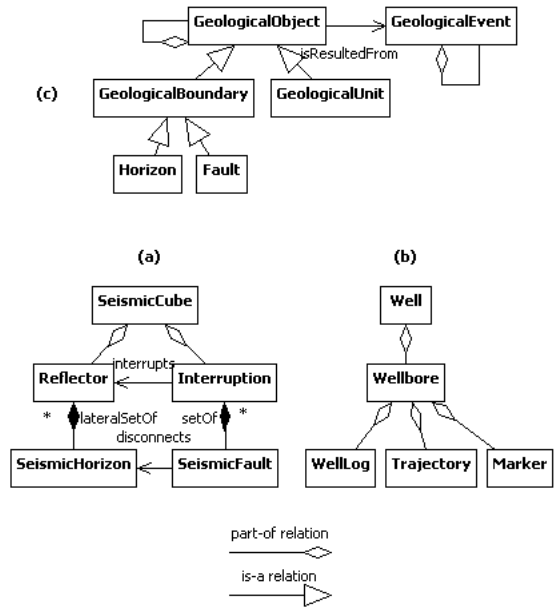 GeologicalObject
GeologicalEvent
isResultedFrom
(c)
GeologicalBoundary
GeologicalUnit
Horizon
Fault
(a)
(b)
SeismicCube
Well
interrupts
Reflector
Interruption
Wellbore
* lateralSetOf setOf *
disconnects
SeismicHorizon
SeismicFault
WellLog
Trajectory
Marker
part-of relation
is-a relation